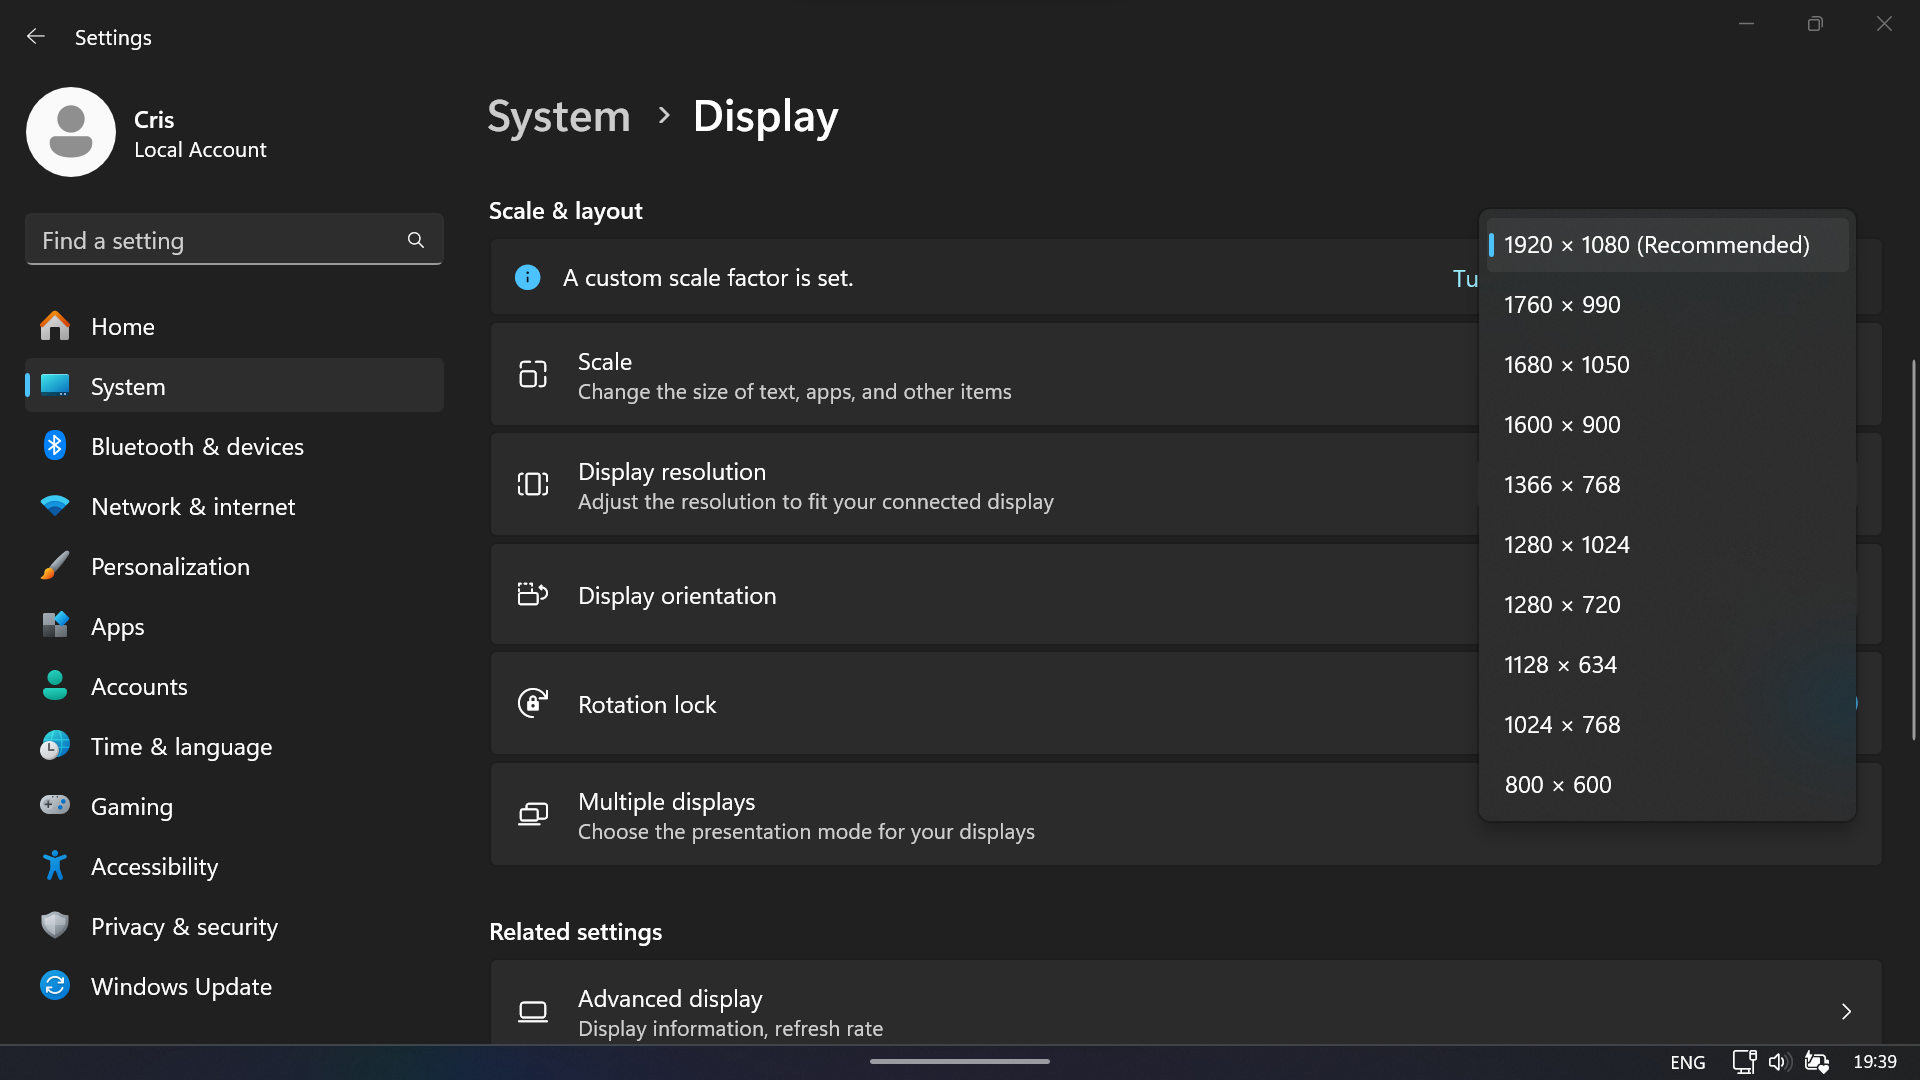 Settings
Cris
Local Account
Find a setting
Home
System
Bluetooth & devices
Network & internet
Personalization
Apps
Accounts
Time & language
Gaming
Accessibility
Privacy & security
Windows Update
System › Display
Scale & layout
A custom scale factor is set.
Tu
Scale
Change the size of text, apps, and other items
Display resolution
Adjust the resolution to fit your connected display
Display orientation
Rotation lock
Multiple displays
Choose the presentation mode for your displays
Related settings
Advanced display
Display information, refresh rate
1920 × 1080 (Recommended)
1760 × 990
1680 × 1050
1600 × 900
1366 × 768
1280 × 1024
1280 × 720
1128 × 634
1024 × 768
800 × 600
ENG
19:39